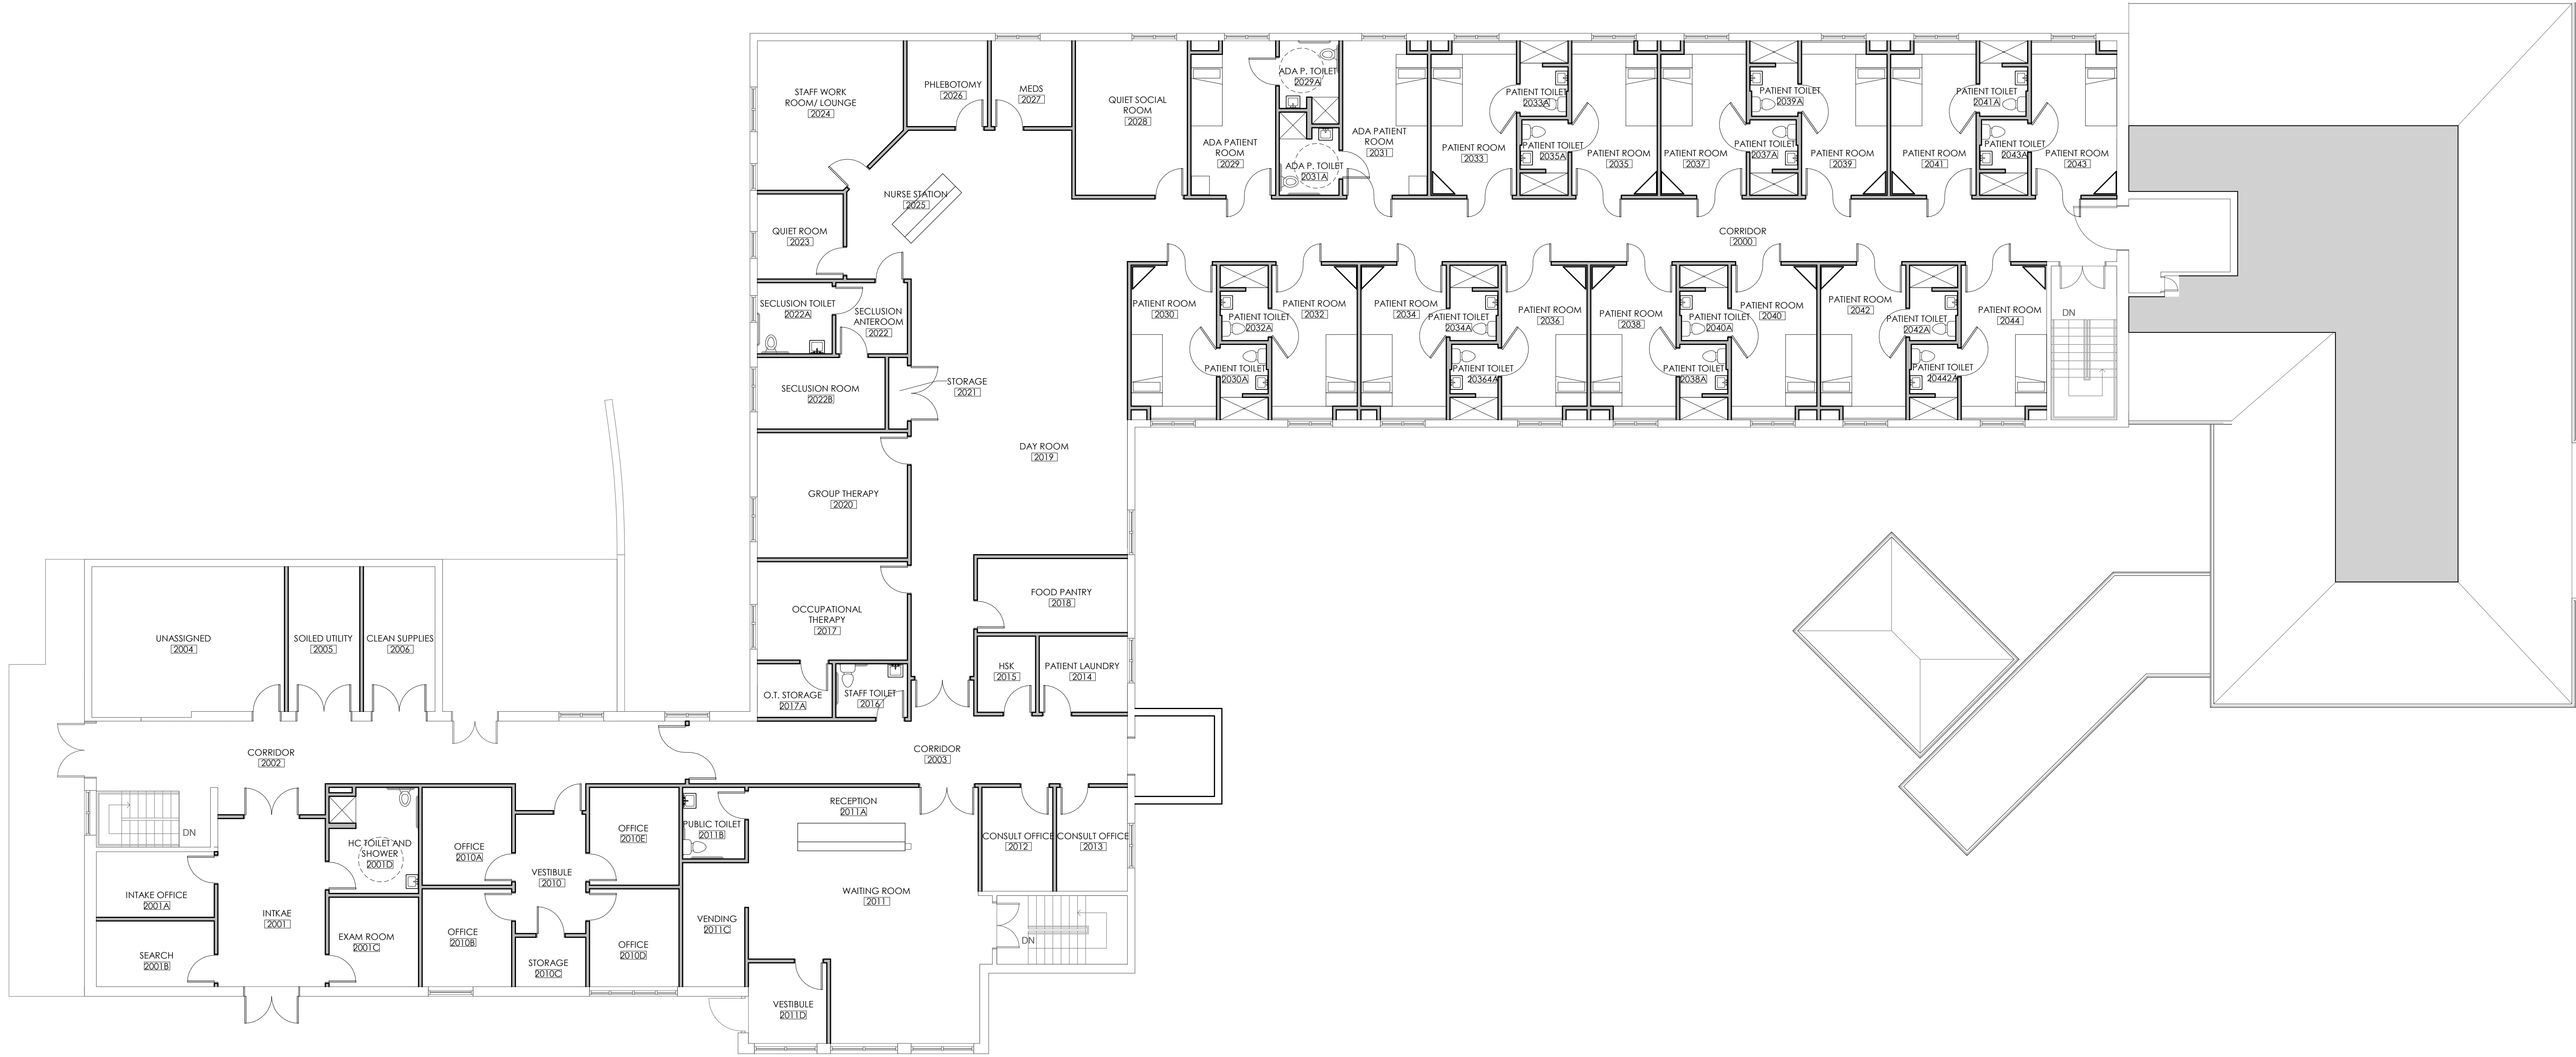 STAFF WORK
ROOM/ LOUNGE
2024
PHLEBOTOMY
2026
MEDS
2027
QUIET SOCIAL
ROOM
2028
ADA PATIENT
ROOM
2029
ADA P. TOILET
2029A
ADA P. TOILET
2031A
ADA PATIENT
ROOM
2031
PATIENT ROOM
2033
PATIENT TOILET
2033A
PATIENT TOILET
2035A
PATIENT ROOM
2035
PATIENT ROOM
2037
PATIENT TOILET
2039A
PATIENT TOILET
2037A
PATIENT ROOM
2039
PATIENT ROOM
2041
PATIENT TOILET
2041A
PATIENT TOILET
2043A
PATIENT ROOM
2043
NURSE STATION
2025
QUIET ROOM
2023
CORRIDOR
2000
SECLUSION TOILET
2022A
SECLUSION
ANTEROOM
2022
SECLUSION ROOM
2022B
STORAGE
2021
PATIENT ROOM
2030
PATIENT TOILET
2032A
PATIENT TOILET
2030A
PATIENT ROOM
2032
PATIENT ROOM
2034
PATIENT TOILET
2034A
PATIENT TOILET
20364A
PATIENT ROOM
2036
PATIENT ROOM
2038
PATIENT TOILET
2040A
PATIENT TOILET
2038A
PATIENT ROOM
2040
PATIENT ROOM
2042
PATIENT TOILET
2042A
PATIENT TOILET
20442A
PATIENT ROOM
2044
DN
DAY ROOM
2019
GROUP THERAPY
2020
OCCUPATIONAL
THERAPY
2017
FOOD PANTRY
2018
HSK
2015
PATIENT LAUNDRY
2014
O.T. STORAGE
2017A
STAFF TOILET
2016
UNASSIGNED
2004
SOILED UTILITY
2005
CLEAN SUPPLIES
2006
CORRIDOR
2002
CORRIDOR
2003
DN
HC TOILET AND
SHOWER
2001D
OFFICE
2010A
VESTIBULE
2010
OFFICE
2010E
PUBLIC TOILET
2011B
RECEPTION
2011A
CONSULT OFFICE
2012
CONSULT OFFICE
2013
INTAKE OFFICE
2001A
INTKAE
2001
SEARCH
2001B
EXAM ROOM
2001C
OFFICE
2010B
STORAGE
2010C
OFFICE
2010D
VENDING
2011C
WAITING ROOM
2011
DN
VESTIBULE
2011D